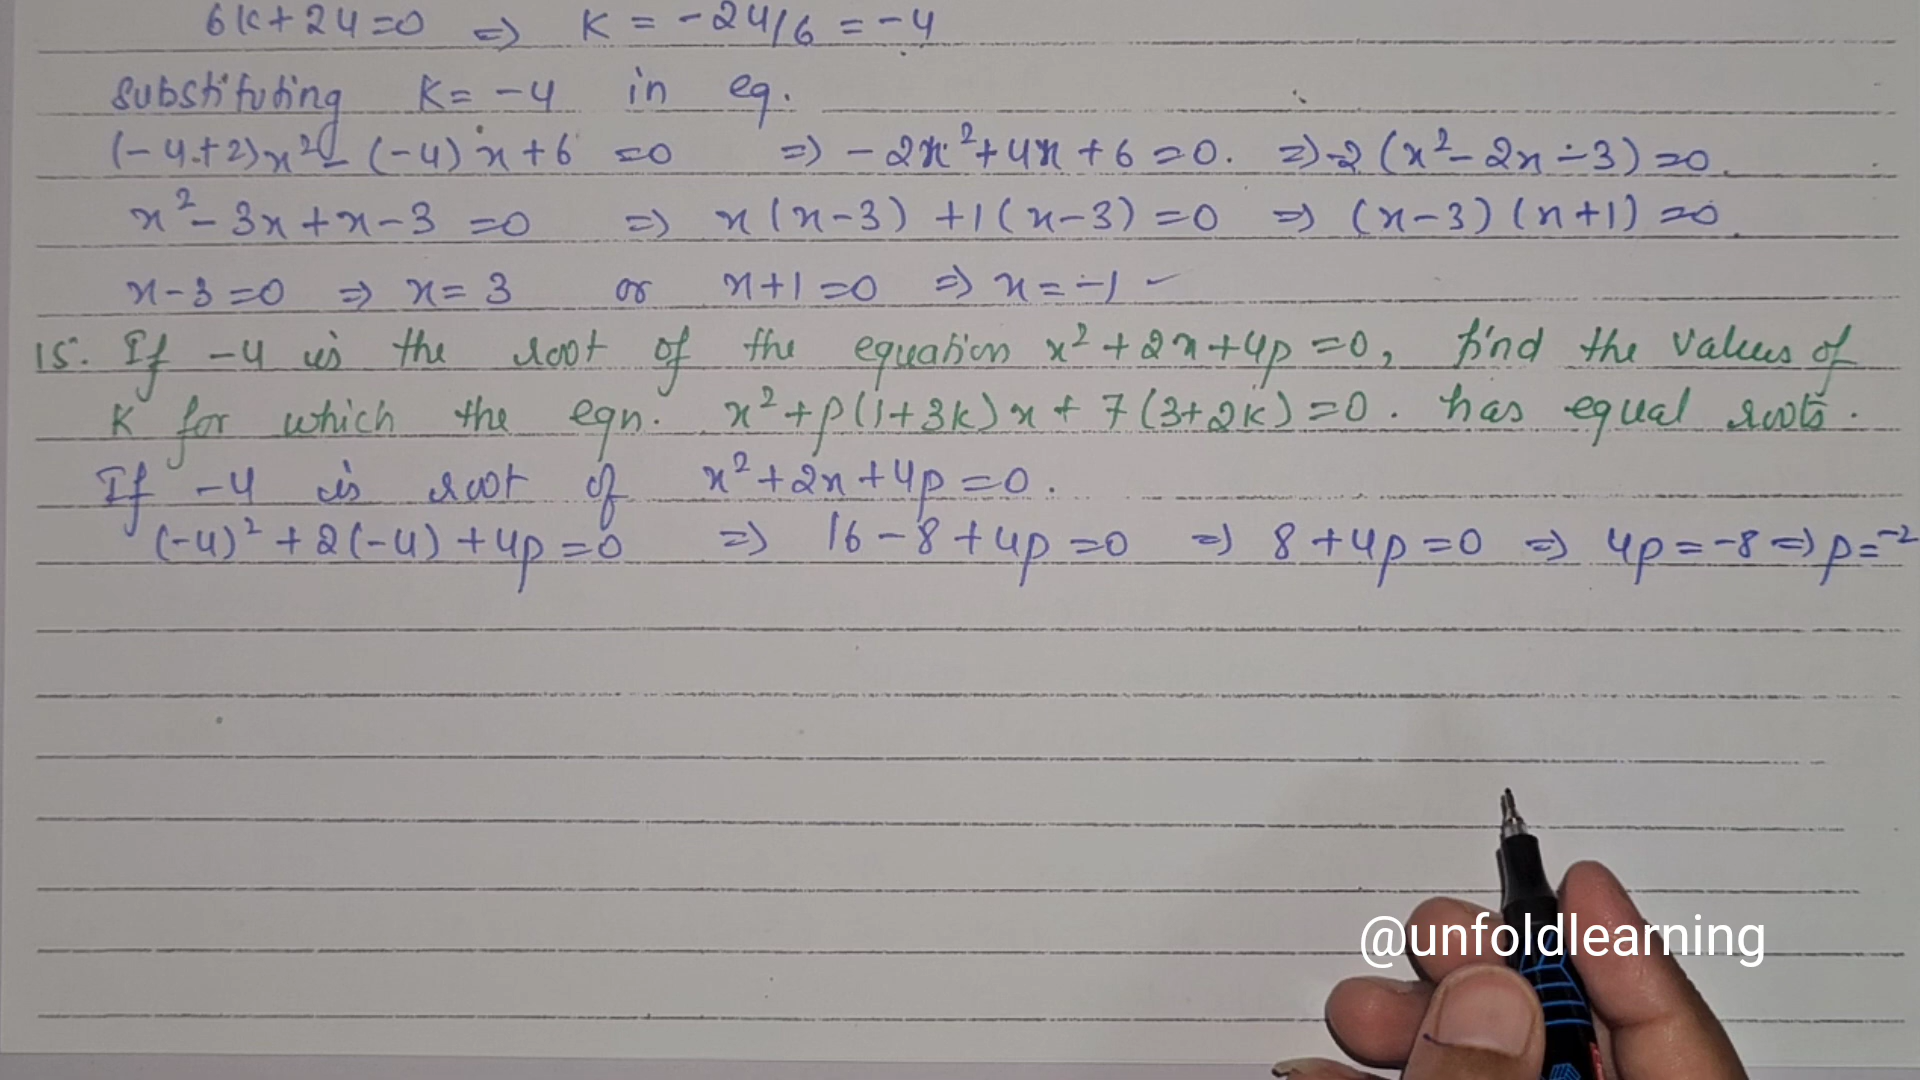 6k+24=0 => K = -24/6 = -4
Substituting K= -4 in eq.
(-4+2)x² - (-4)x+6 =0 => -2x²+4x+6=0. => -2(x²-2x-3)=0
x²-3x+x-3 =0 => x(x-3) +1(x-3)=0 => (x-3)(x+1)=0
x-3=0 => x=3 or x+1=0 => x=-1
15. If -4 is the root of the equation x²+2x+4p=0, find the values of
K for which the eqn. x²+p(1+3k)x+7(3+2k)=0. has equal roots.
If -4 is root of x²+2x+4p=0.
(-4)²+2(-4)+4p=0 => 16-8+4p=0 => 8+4p=0 => 4p=-8 => p=-2
@unfoldlearning